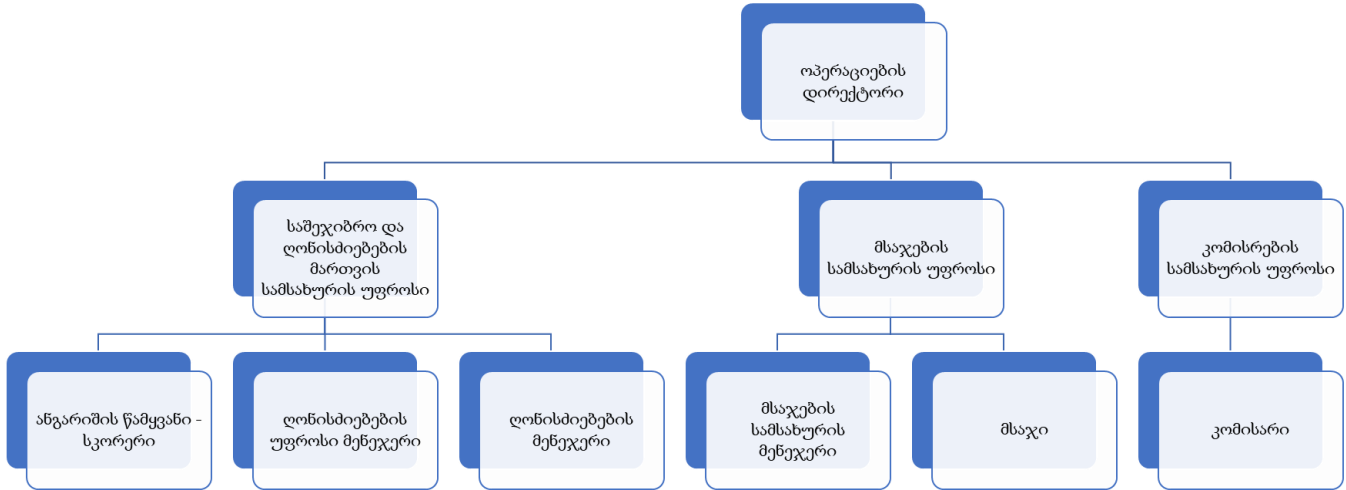 ოპერაციების
დირექტორი
საშეჯიბრო და
ღონისძიებების
მართვის
სამსახურის უფროსი
მსაჯების
სამსახურის უფროსი
კომისრების
სამსახურის უფროსი
ანგარიშის წამყვანი -
სკორერი
ღონისძიებების
უფროსი მენეჯერი
ღონისძიებების
მენეჯერი
მსაჯების
სამსახურის
მენეჯერი
მსაჯი
კომისარი